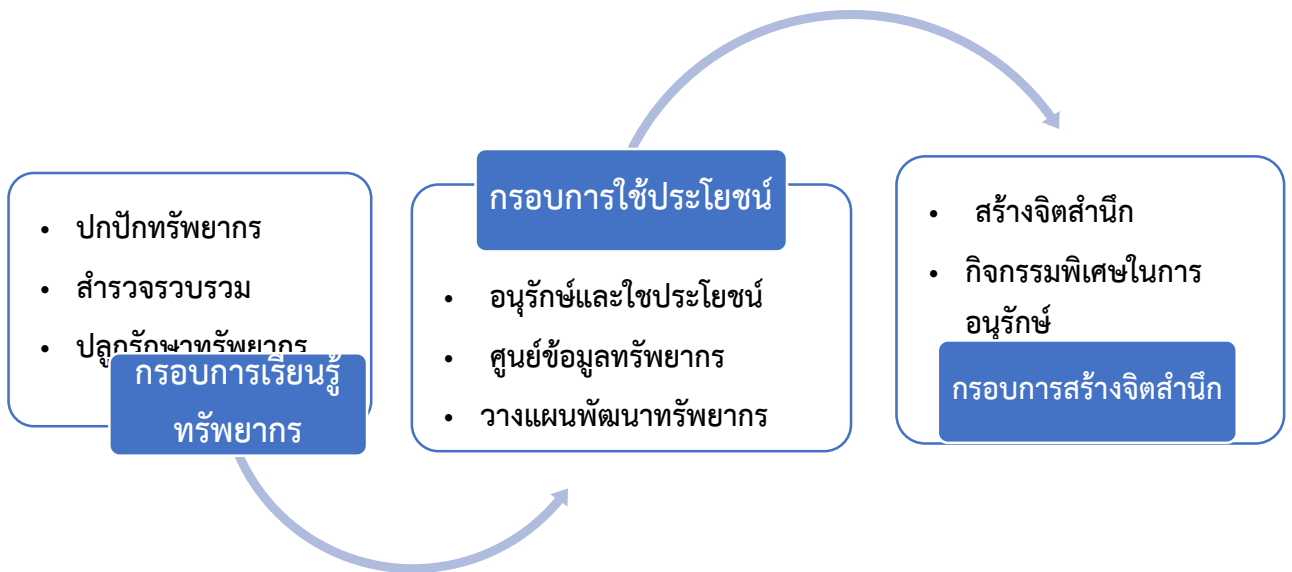 • ปกปักทรัพยากร
• สำรวจรวบรวม
• ปลูกรักษาทรัพยากร
กรอบการเรียนรู้
ทรัพยากร
กรอบการใช้ประโยชน์
• อนุรักษ์และใชประโยชน์
• ศูนย์ข้อมูลทรัพยากร
• วางแผนพัฒนาทรัพยากร
• สร้างจิตสำนึก
• กิจกรรมพิเศษในการ
อนุรักษ์
กรอบการสร้างจิตสำนึก